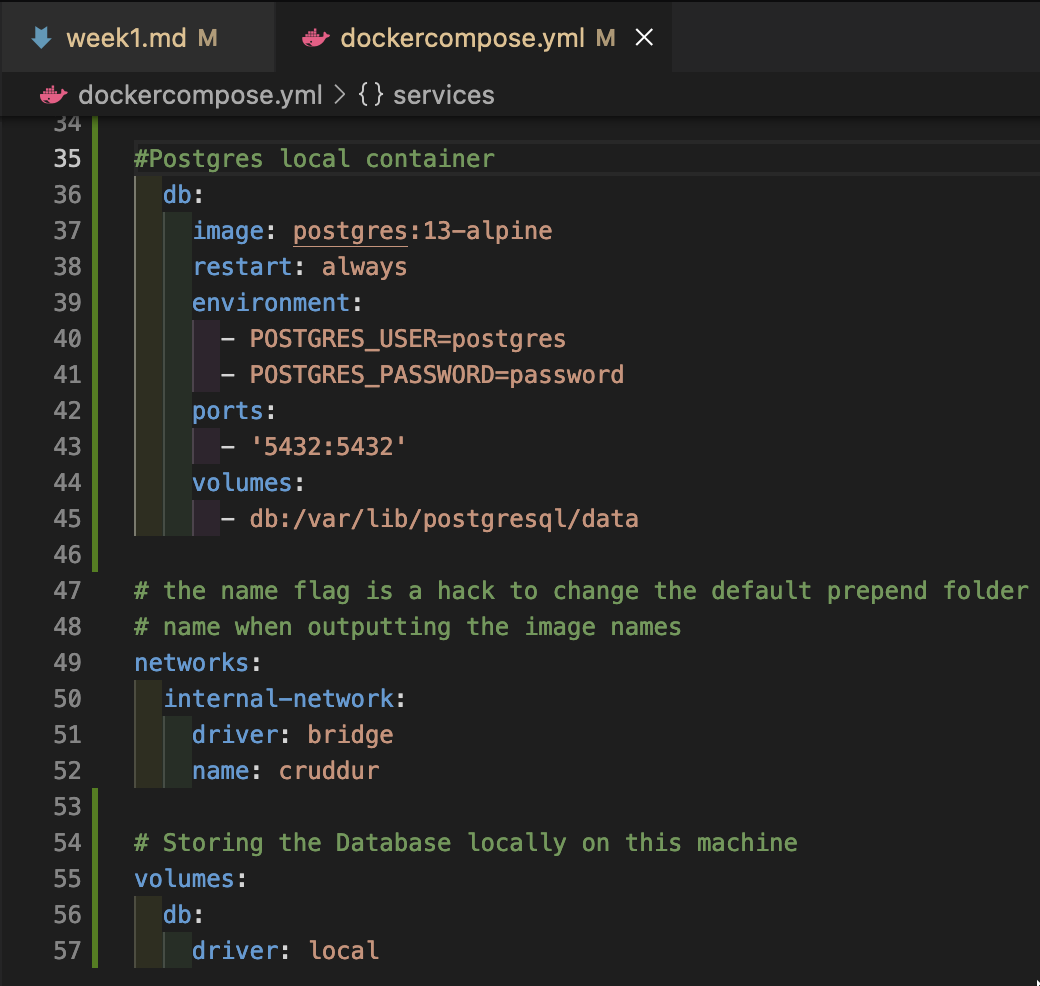 week1.md M dockercompose.yml M
dockercompose.yml > {} services
34
35 #Postgres local container
36 db:
37 image: postgres:13-alpine
38 restart: always
39 environment:
40 - POSTGRES_USER=postgres
41 - POSTGRES_PASSWORD=password
42 ports:
43 - '5432:5432'
44 volumes:
45 - db:/var/lib/postgresql/data
46
47 # the name flag is a hack to change the default prepend folder
48 # name when outputting the image names
49 networks:
50 internal-network:
51 driver: bridge
52 name: cruddur
53
54 # Storing the Database locally on this machine
55 volumes:
56 db:
57 driver: local